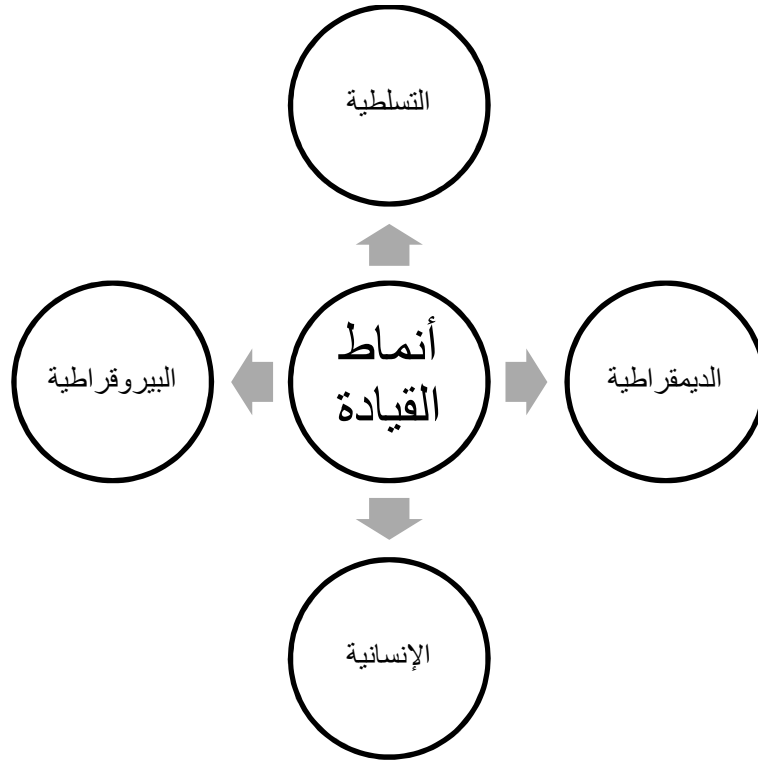 التسلطية
أنماط
القيادة
الديمقراطية
البيروقراطية
الإنسانية